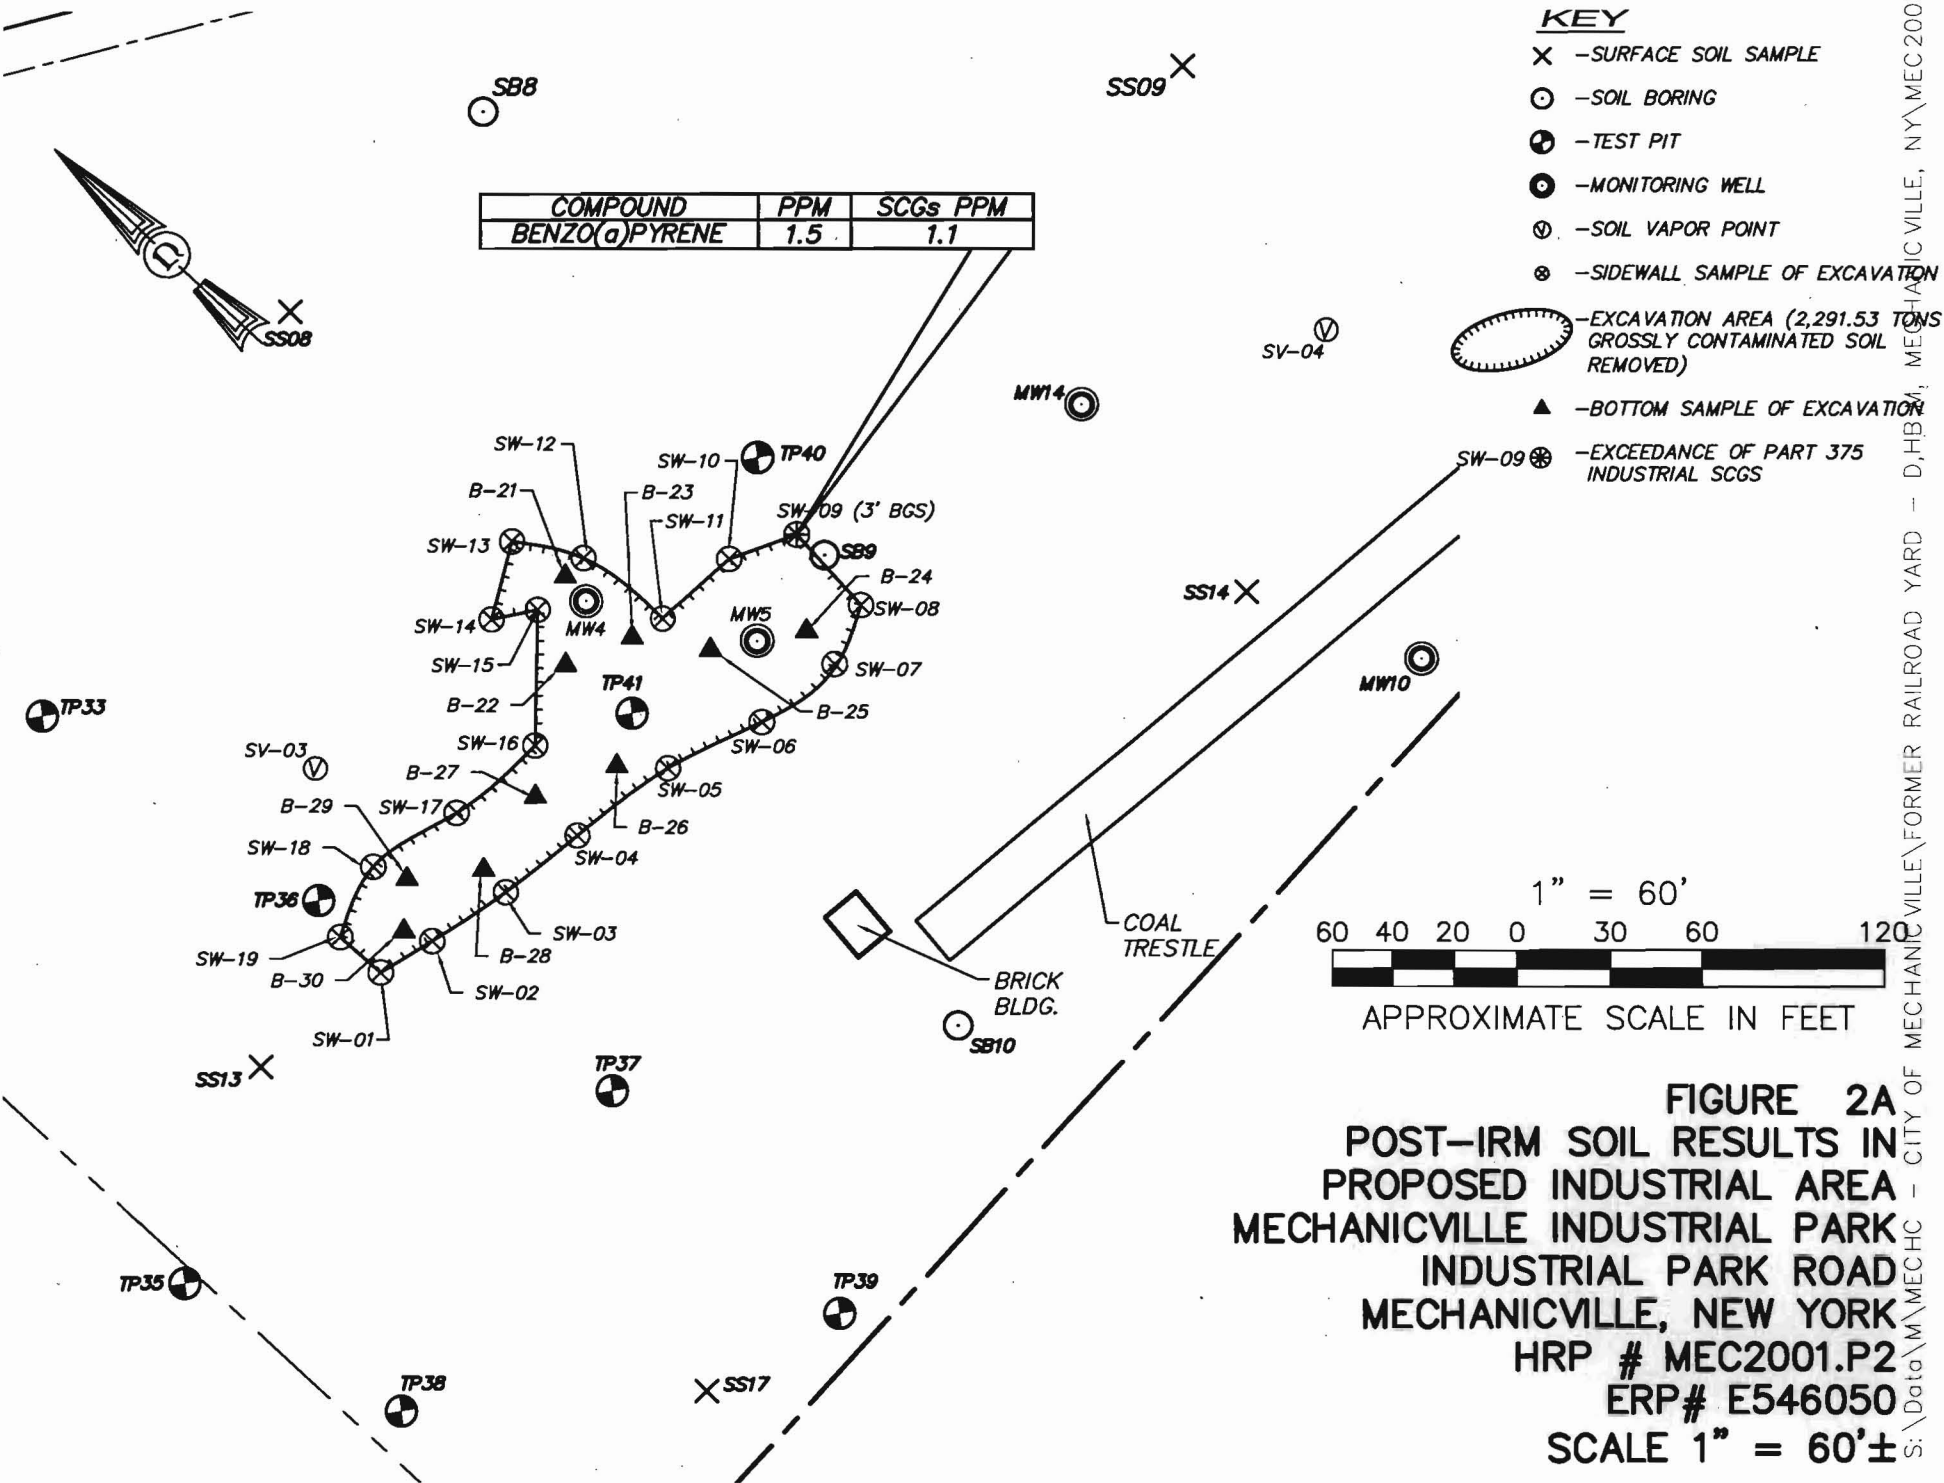 KEY
-SURFACE SOIL SAMPLE
-SOIL BORING
-TEST PIT
-MONITORING WELL
V -SOIL VAPOR POINT
-SIDEWALL SAMPLE OF EXCAVATION
-EXCAVATION AREA (2,291.53 TONS
GROSSLY CONTAMINATED SOIL
REMOVED)
-BOTTOM SAMPLE OF EXCAVATION
SW-09 -EXCEEDANCE OF PART 375
INDUSTRIAL SCGS
SS09
SB8
COMPOUND PPM SCGs PPM
BENZO(a)PYRENE 1.5 1.1
n
SS08
V
SV-04
MW14
SW-12
SW-10
TP40
B-21
B-23
SW-11
SW-09 (3' BGS)
SW-13
SB9
B-24
SW-08
SS14
SW-14
MW4
MW5
SW-15
SW-07
MW10
TP41
B-22
B-25
TP33
SW-16
SW-06
SV-03
V
B-27
SW-05
B-29
SW-17
B-26
SW-18
SW-04
TP36
SW-03
SW-19
B-28
B-30
SW-02
SW-01
COAL
TRESTLE
BRICK
BLDG.
SB10
SS13
TP37
TP35
TP39
TP38
SS17
1" = 60'
60 40 20 0 30 60 120
APPROXIMATE SCALE IN FEET
FIGURE 2A
POST-IRM SOIL RESULTS IN
PROPOSED INDUSTRIAL AREA
MECHANICVILLE INDUSTRIAL PARK
INDUSTRIAL PARK ROAD
MECHANICVILLE, NEW YORK
HRP # MEC2001.P2
ERP# E546050
SCALE 1" = 60'±
S:\Data\M\MECHC - CITY OF MECHANICVILLE\FORMER RAILROAD YARD - D,HBM, MECHANICVILLE, NY\MEC200